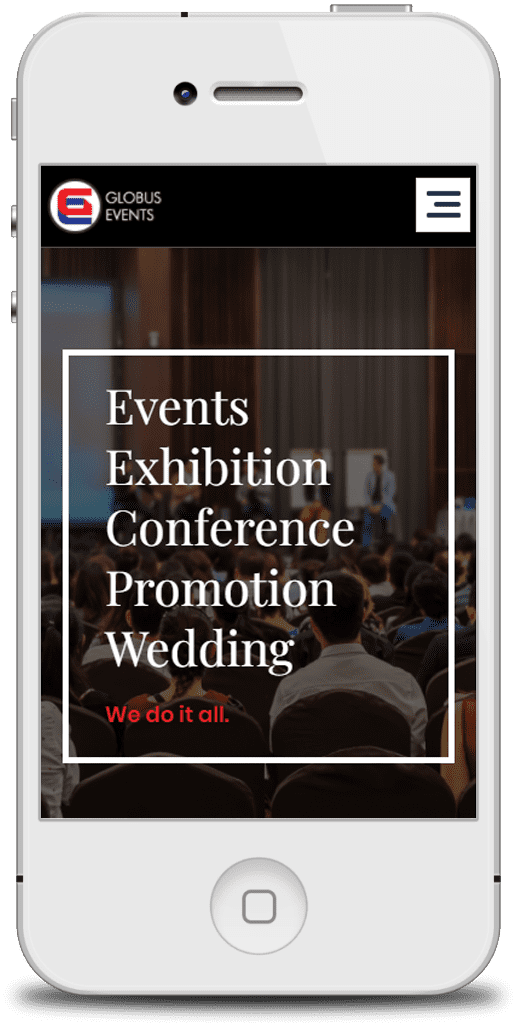 GLOBUS
EVENTS
Events
Exhibition
Conference
Promotion
Wedding
We do it all.